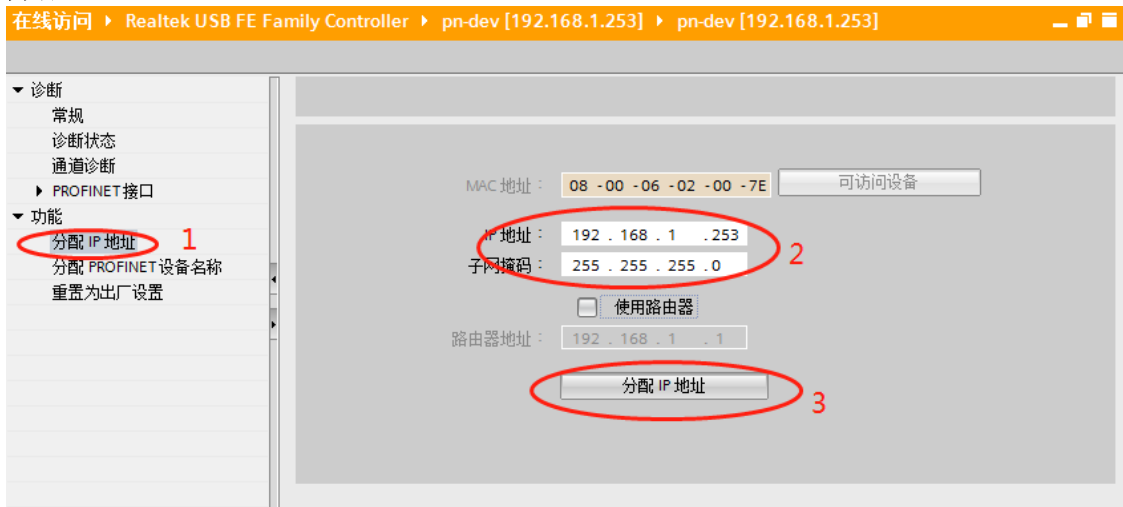 在线访问 ▸ Realtek USB FE Family Controller ▸ pn-dev [192.168.1.253] ▸ pn-dev [192.168.1.253]
诊断
常规
诊断状态
通道诊断
PROFINET接口
功能
分配 IP 地址 1
分配 PROFINET设备名称
重置为出厂设置
MAC 地址： 08 -00 -06 -02 -00 -7E 可访问设备
IP 地址： 192 . 168 . 1 .253
子网掩码： 255 . 255 . 255 .0
2
使用路由器
路由器地址： 192 . 168 . 1 . 1
分配 IP 地址
3